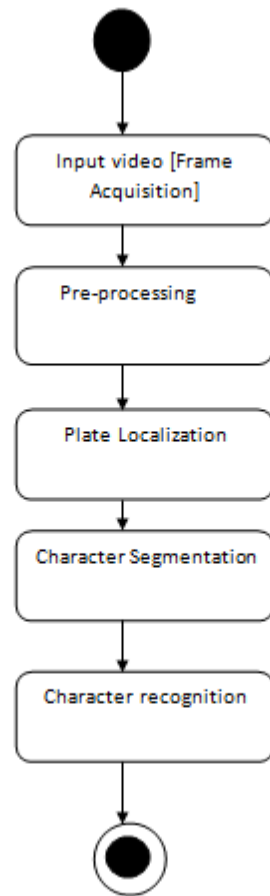 Input video [Frame
Acquisition]
Pre-processing
Plate Localization
Character Segmentation
Character recognition